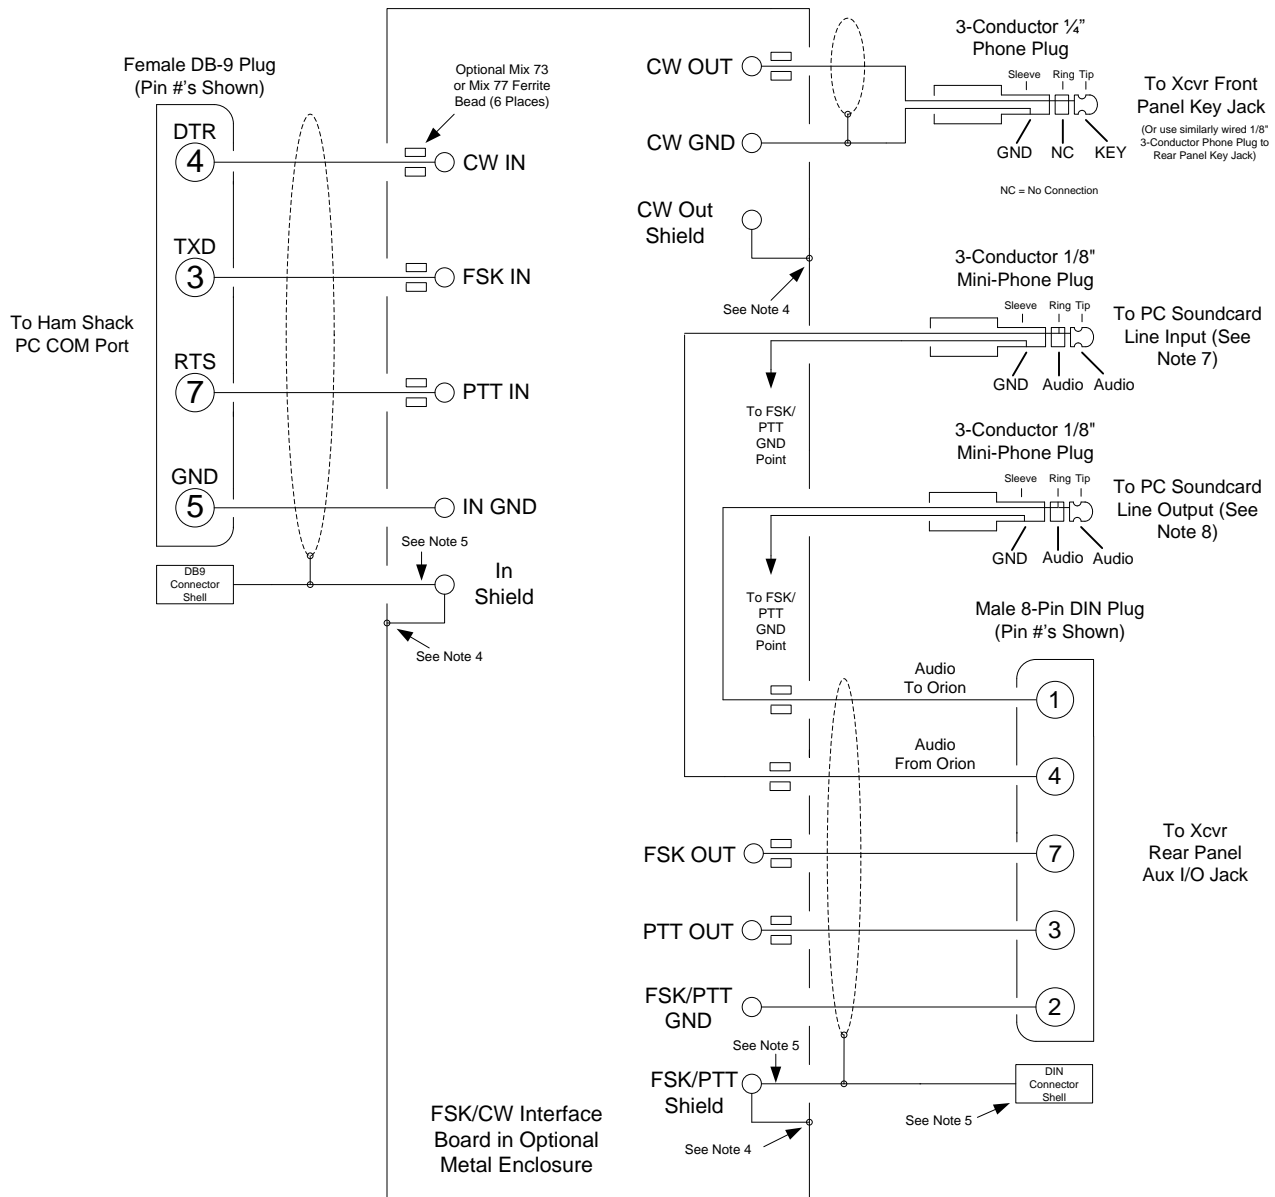 Female DB-9 Plug
(Pin #'s Shown)
DTR
4
TXD
3
RTS
7
GND
5
To Ham Shack
PC COM Port
DB9
Connector
Shell
Optional Mix 73
or Mix 77 Ferrite
Bead (6 Places)
CW IN
FSK IN
PTT IN
IN GND
See Note 5
In
Shield
See Note 4
CW OUT
CW GND
CW Out
Shield
See Note 4
3-Conductor ¼”
Phone Plug
Sleeve Ring Tip
GND NC KEY
NC = No Connection
To Xcvr Front
Panel Key Jack
(Or use similarly wired 1/8"
3-Conductor Phone Plug to
Rear Panel Key Jack)
3-Conductor 1/8"
Mini-Phone Plug
Sleeve Ring Tip
GND Audio Audio
To PC Soundcard
Line Input (See
Note 7)
To FSK/
PTT
GND
Point
3-Conductor 1/8"
Mini-Phone Plug
Sleeve Ring Tip
GND Audio Audio
To PC Soundcard
Line Output (See
Note 8)
To FSK/
PTT
GND
Point
Male 8-Pin DIN Plug
(Pin #'s Shown)
Audio
To Orion
1
Audio
From Orion
4
FSK OUT
7
PTT OUT
3
FSK/PTT
GND
2
To Xcvr
Rear Panel
Aux I/O Jack
See Note 5
FSK/PTT
Shield
DIN
Connector
Shell
See Note 5
See Note 4
FSK/CW Interface
Board in Optional
Metal Enclosure